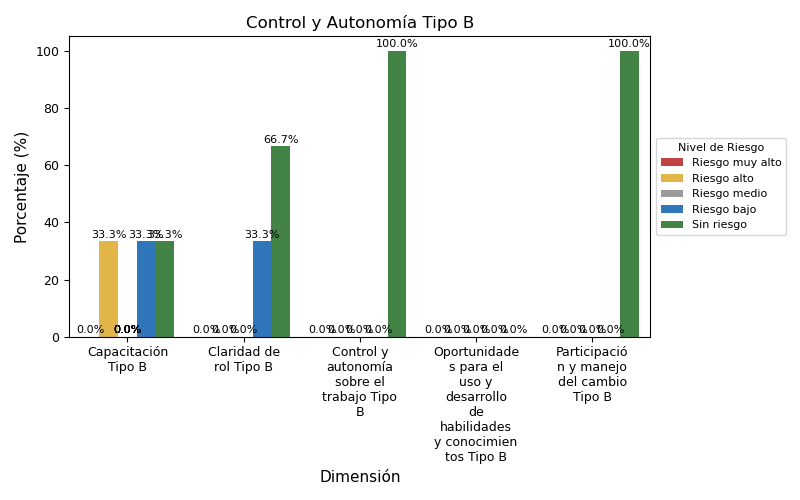 Control y Autonomía Tipo B
Porcentaje (%)
100
80
60
40
20
0
0.0%
33.3%
0.0%
33.3%
33.3%
0.0%
0.0%
0.0%
33.3%
66.7%
0.0%
0.0%
0.0%
0.0%
100.0%
0.0%
0.0%
0.0%
0.0%
0.0%
0.0%
0.0%
0.0%
0.0%
100.0%
Capacitación
Tipo B
Claridad de
rol Tipo B
Control y
autonomía
sobre el
trabajo Tipo
B
Oportunidade
s para el
uso y
desarrollo
de
habilidades
y conocimien
tos Tipo B
Participació
n y manejo
del cambio
Tipo B
Dimensión
Nivel de Riesgo
Riesgo muy alto
Riesgo alto
Riesgo medio
Riesgo bajo
Sin riesgo